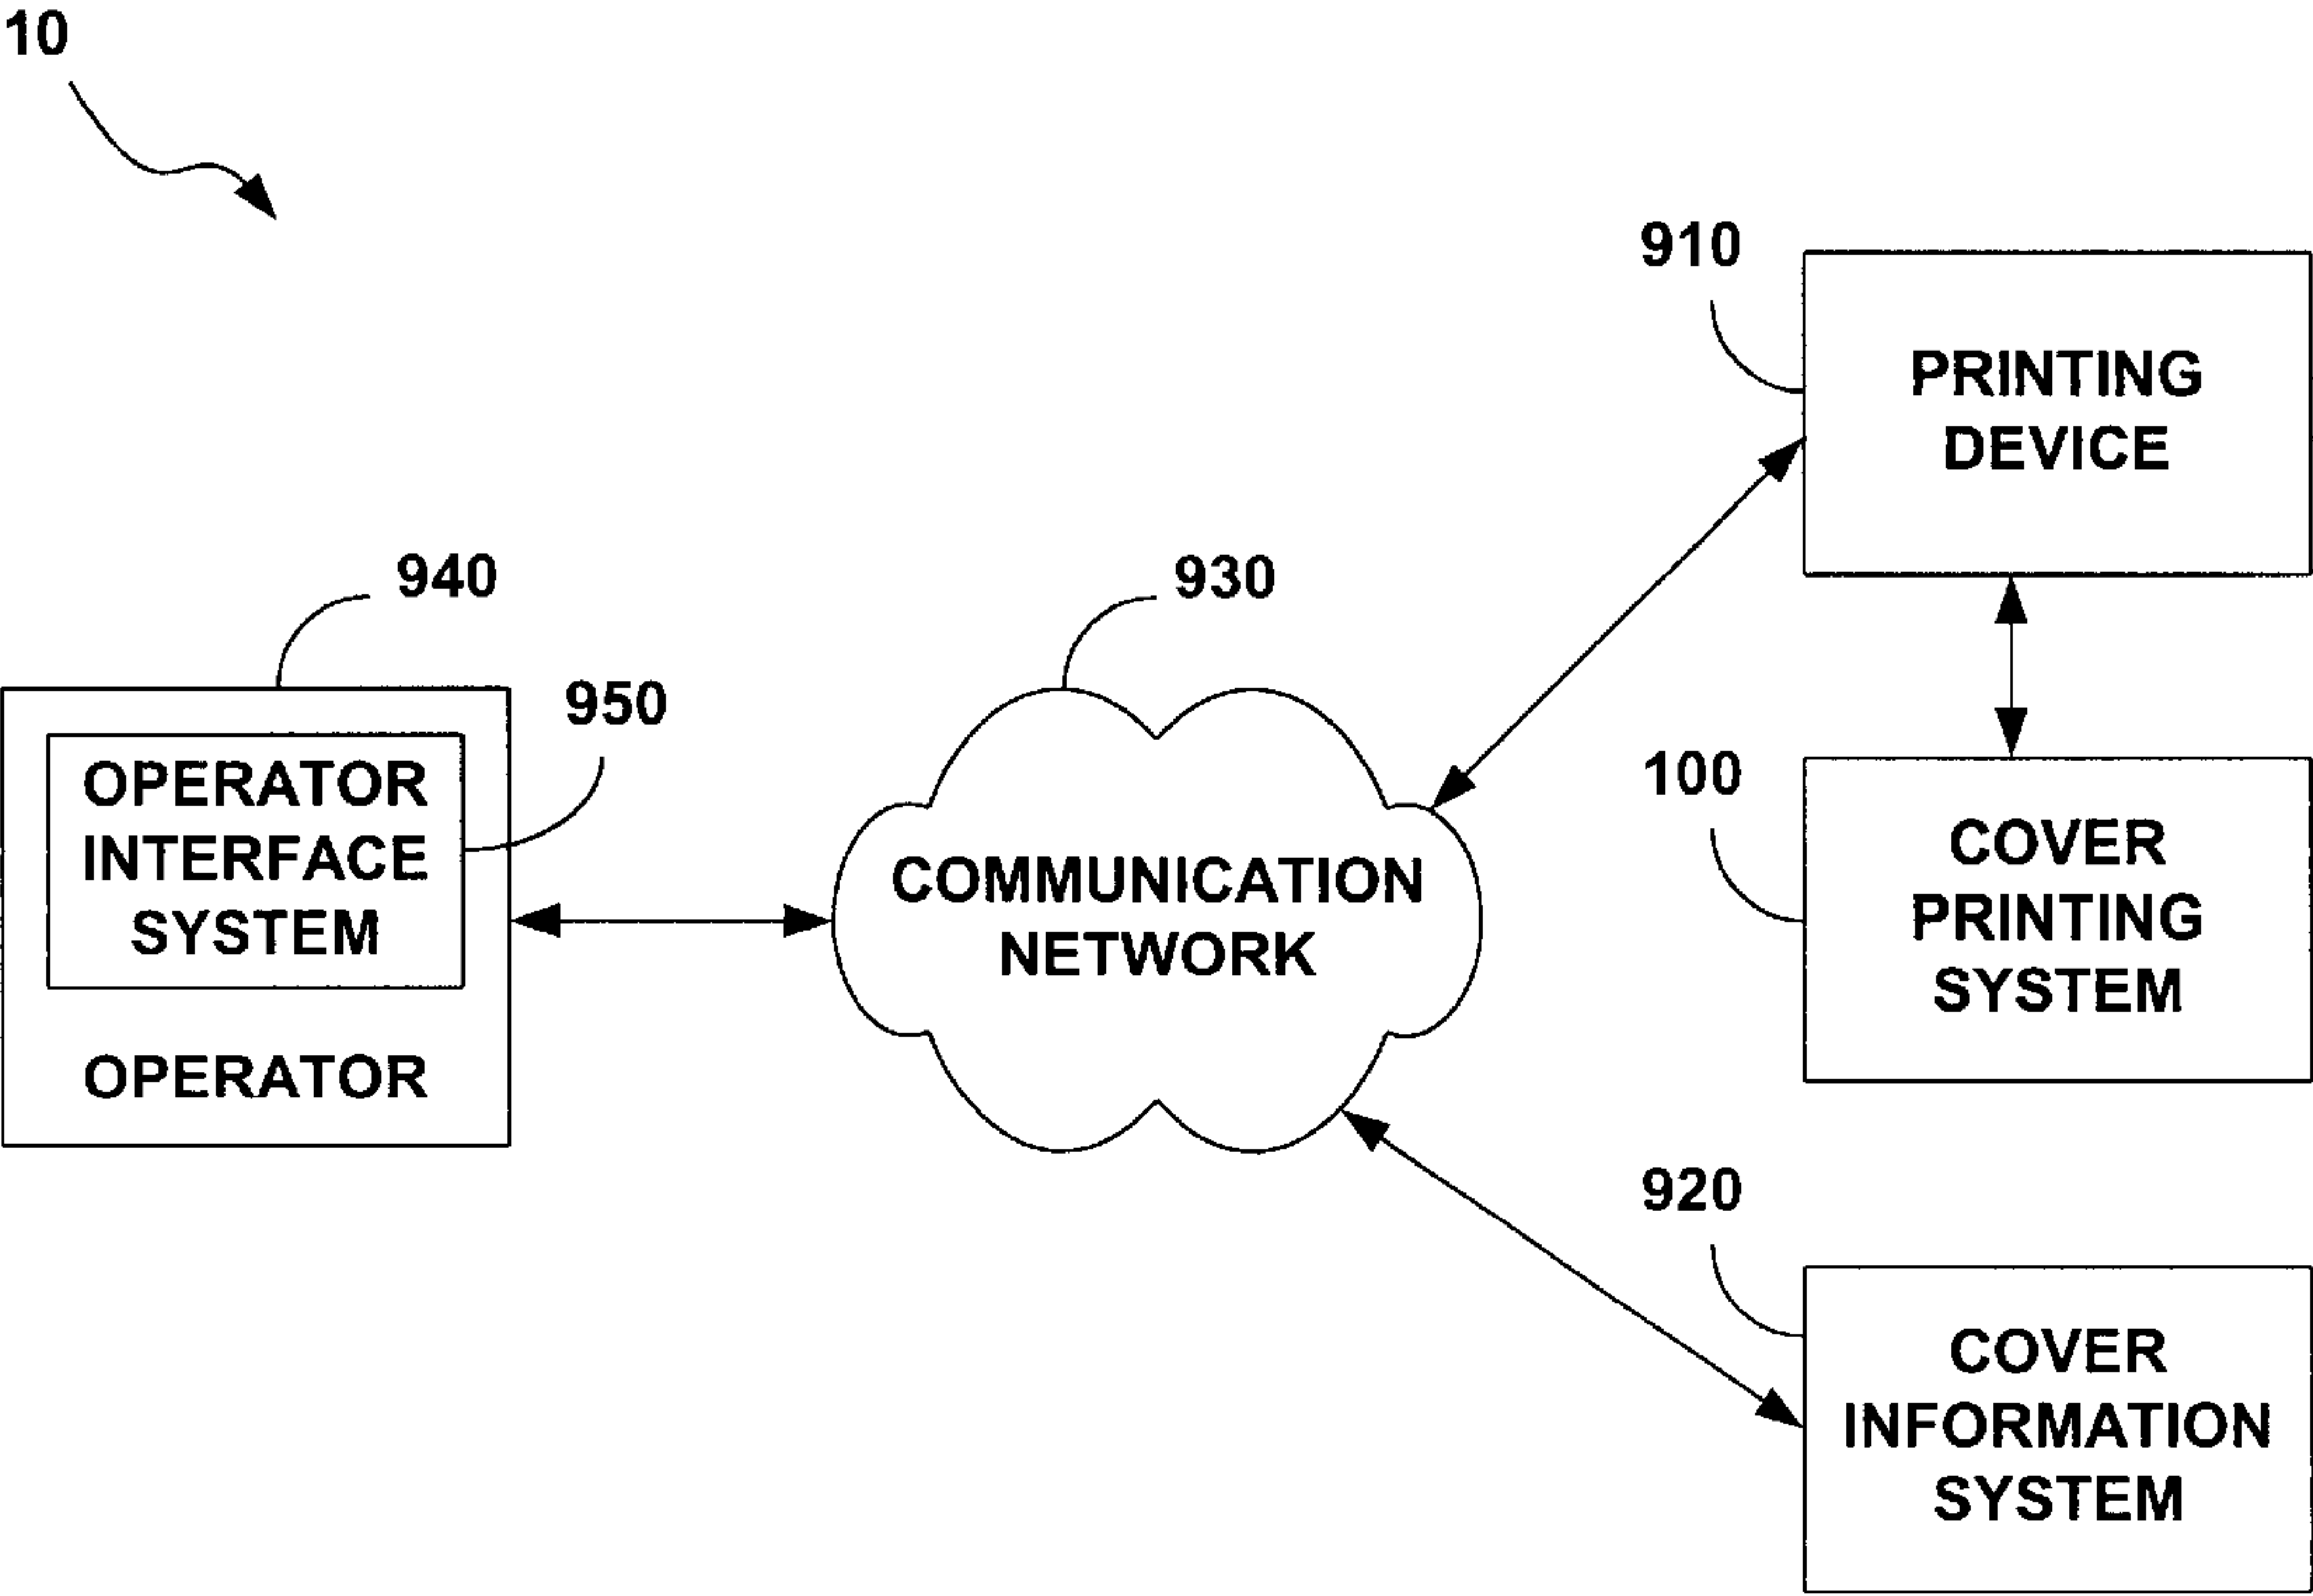 10
910
PRINTING
DEVICE
940
930
950
OPERATOR
INTERFACE
SYSTEM
OPERATOR
COMMUNICATION
NETWORK
100
COVER
PRINTING
SYSTEM
920
COVER
INFORMATION
SYSTEM